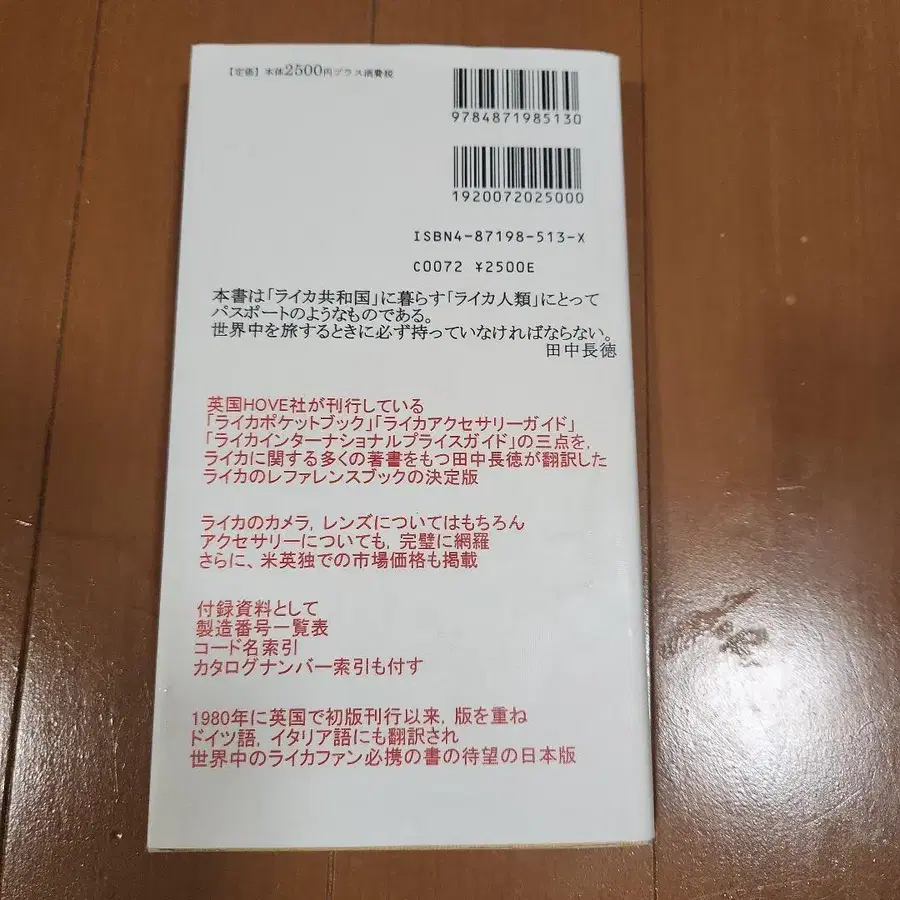 【定価】本体2500円プラス消費税
9784871985130
1920072025000
ISBN4-87198-513-X
C0072 ¥2500E
本書は「ライカ共和国」に暮らす「ライカ人類」にとって
パスポートのようなものである。
世界中を旅するときに必ず持っていなければならない。
田中長徳
英国HOVE社が刊行している
「ライカポケットブック」「ライカアクセサリーガイド」
「ライカインターナショナルプライスガイド」の三点を,
ライカに関する多くの著書をもつ田中長徳が翻訳した
ライカのレファレンスブックの決定版
ライカのカメラ, レンズについてはもちろん
アクセサリーについても, 完璧に網羅
さらに、米英独での市場価格も掲載
付録資料として
製造番号一覧表
コード名索引
カタログナンバー索引も付す
1980年に英国で初版刊行以来, 版を重ね
ドイツ語, イタリア語にも翻訳され
世界中のライカファン必携の書の待望の日本版